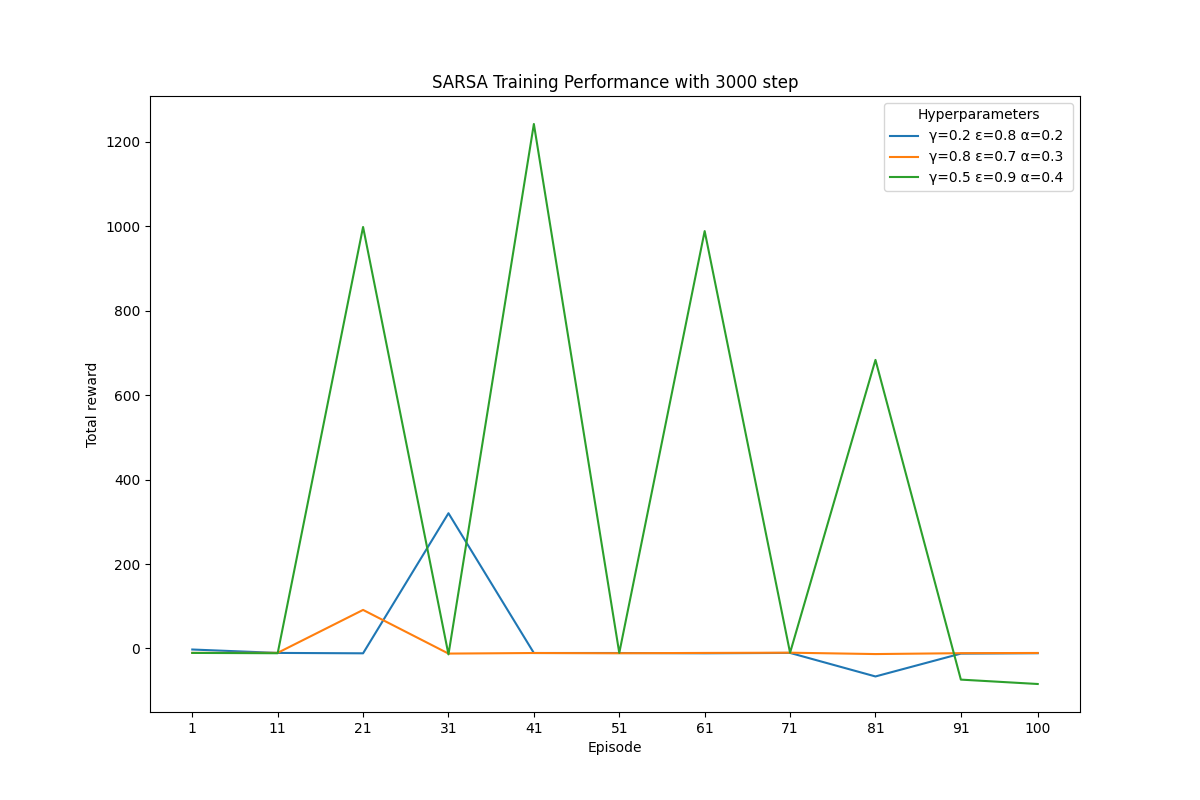 SARSA Training Performance with 3000 step
Hyperparameters
γ=0.2 ε=0.8 α=0.2
γ=0.8 ε=0.7 α=0.3
γ=0.5 ε=0.9 α=0.4
1200
1000
800
600
400
200
0
Total reward
1 11 21 31 41 51 61 71 81 91 100
Episode